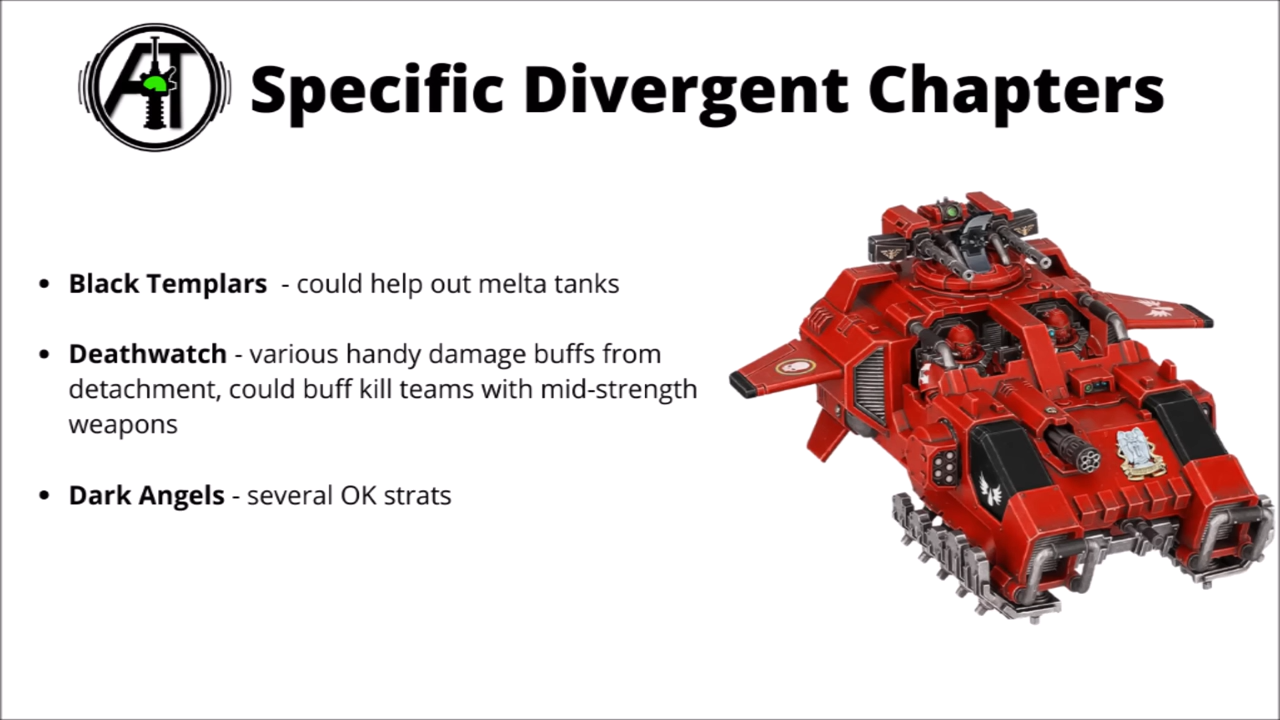 AT
Specific Divergent Chapters
• Black Templars - could help out melta tanks
• Deathwatch - various handy damage buffs from
detachment, could buff kill teams with mid-strength
weapons
• Dark Angels - several OK strats